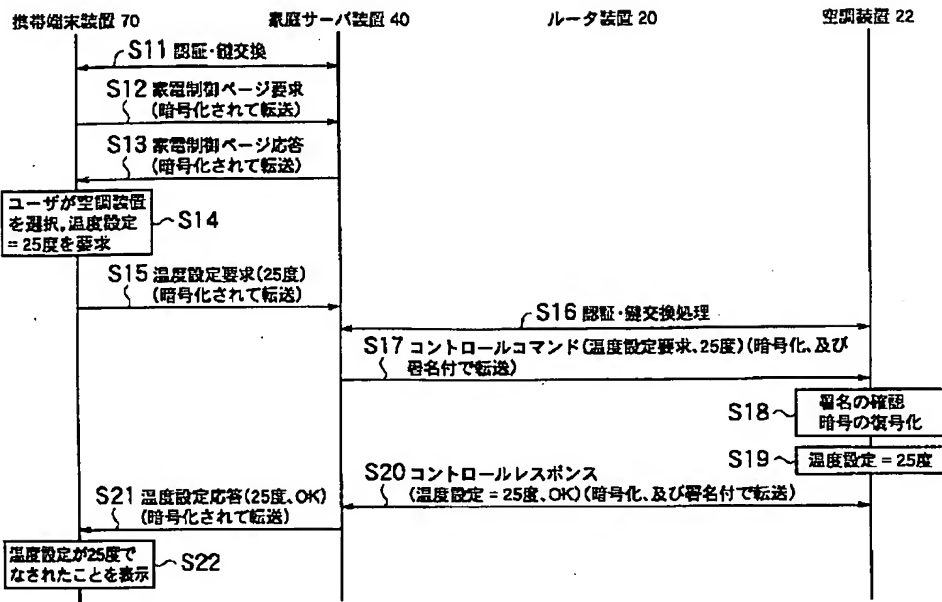 携帯端末装置 70
家庭サーバ装置 40
ルータ装置 20
空調装置 22
S11 認証・鍵交換
S12 家電制御ページ要求
(暗号化されて転送)
S13 家電制御ページ応答
(暗号化されて転送)
ユーザが空調装置
を選択,温度設定
=25度を要求
S14
S15 温度設定要求(25度)
(暗号化されて転送)
S16 認証・鍵交換処理
S17 コントロールコマンド(温度設定要求、25度)(暗号化、及び
署名付で転送)
S18
署名の確認
暗号の復号化
S19
温度設定=25度
S20 コントロールレスポンス
(温度設定=25度、OK)(暗号化、及び署名付で転送)
S21 温度設定応答(25度、OK)
(暗号化されて転送)
温度設定が25度で
なされたことを表示
S22